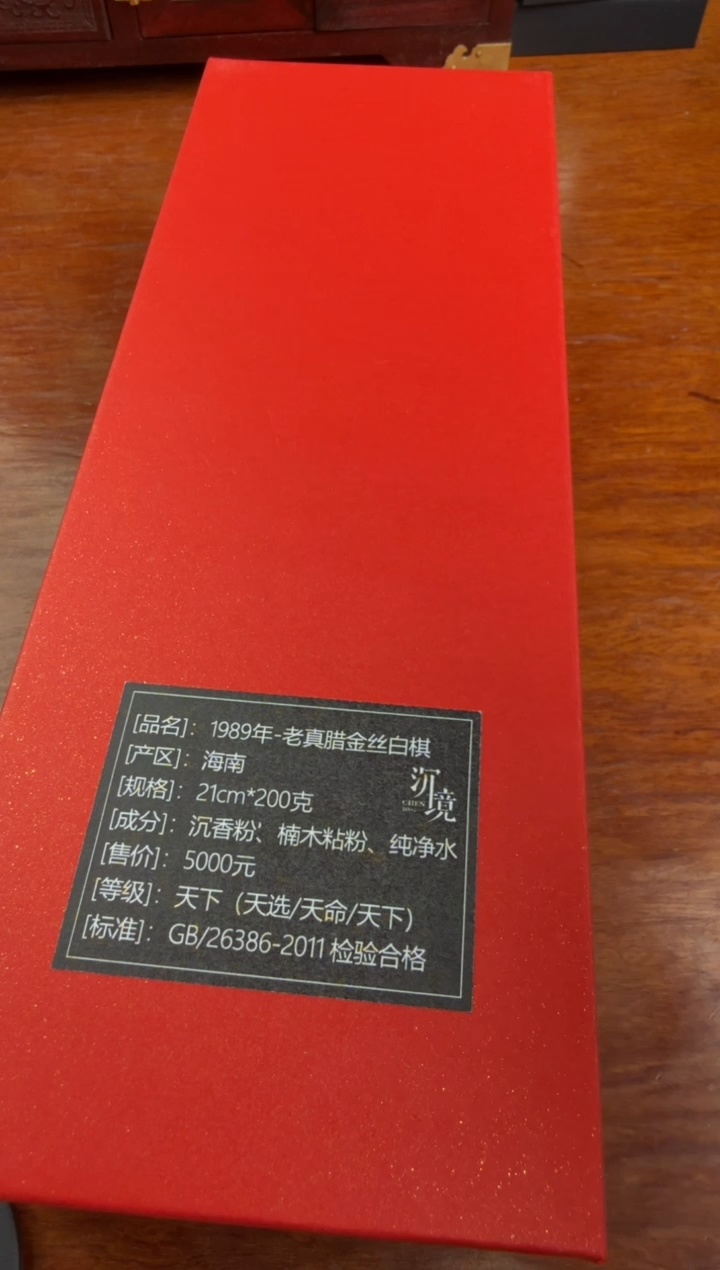 [品名]：1989年-老真腊金丝白棋
[产区]：海南
[规格]：21cm*200克
[成分]：沉香粉、楠木粘粉、纯净水
[售价]：5000元
[等级]：天下（天选/天命/天下）
[标准]：GB/26386-2011 检验合格
沉境
CHEN